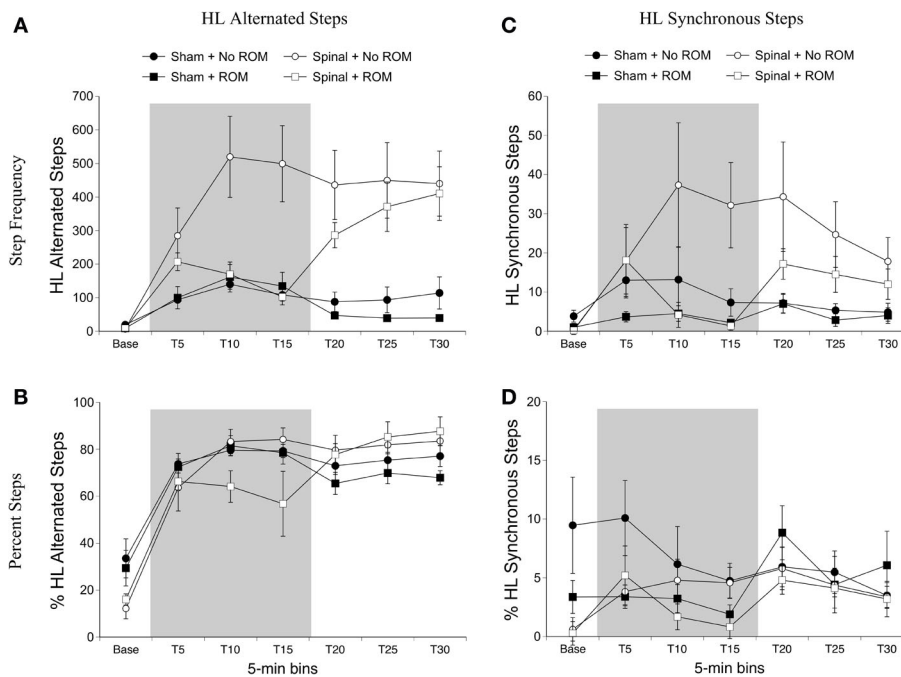 HL Alternated Steps
A
Sham + No ROM
Spinal + No ROM
Sham + ROM
Spinal + ROM
Step Frequency
HL Alternated Steps
700
600
500
400
300
200
100
0
Base T5 T10 T15 T20 T25 T30
B
Percent Steps
% HL Alternated Steps
100
80
60
40
20
0
Base T5 T10 T15 T20 T25 T30
5-min bins
HL Synchronous Steps
C
Sham + No ROM
Spinal + No ROM
Sham + ROM
Spinal + ROM
HL Synchronous Steps
60
50
40
30
20
10
0
Base T5 T10 T15 T20 T25 T30
D
% HL Synchronous Steps
20
15
10
5
0
Base T5 T10 T15 T20 T25 T30
5-min bins